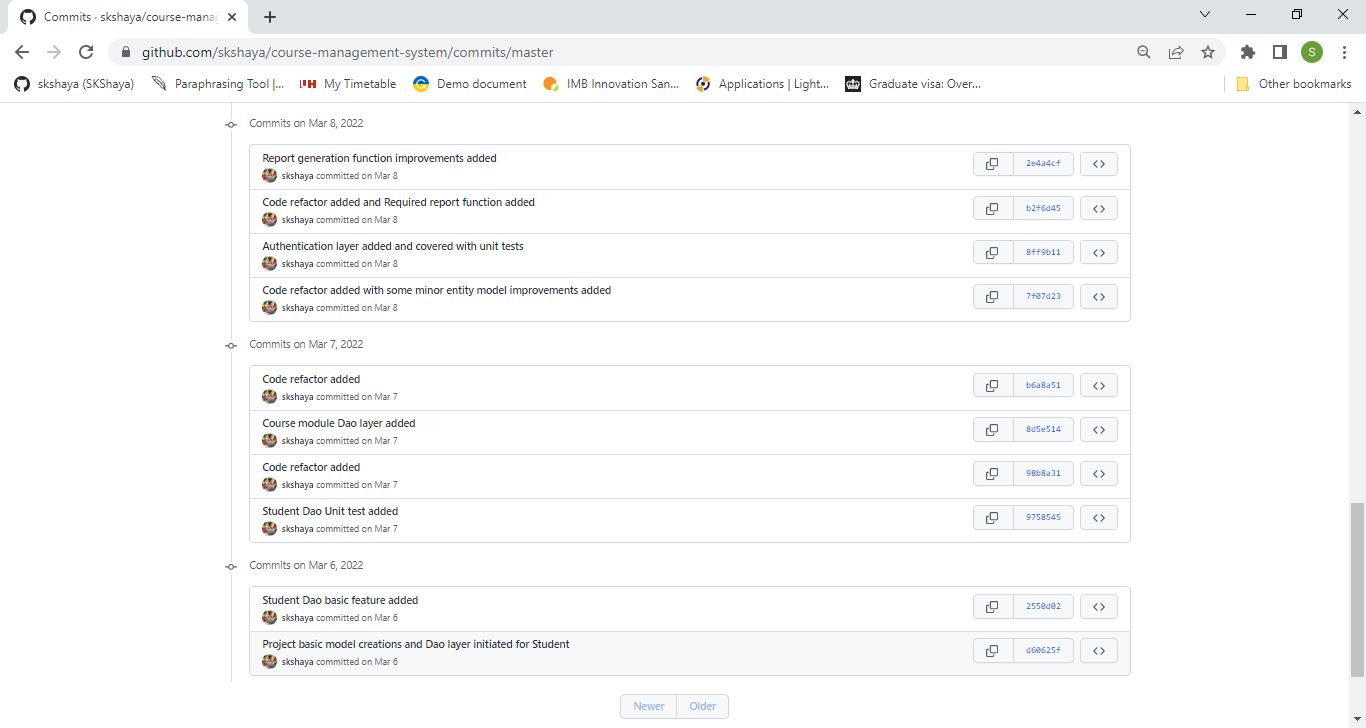 Commits · skshaya/course-mana
github.com/skshaya/course-management-system/commits/master
S
skshaya (SKShaya)
Paraphrasing Tool |...
My Timetable
Demo document
IMB Innovation San...
Applications | Light...
Graduate visa: Over...
Other bookmarks
Commits on Mar 8, 2022
Report generation function improvements added
2e4a4cf
skshaya committed on Mar 8
Code refactor added and Required report function added
b2f6d45
skshaya committed on Mar 8
Authentication layer added and covered with unit tests
8ff9b11
skshaya committed on Mar 8
Code refactor added with some minor entity model improvements added
7f07d23
skshaya committed on Mar 8
Commits on Mar 7, 2022
Code refactor added
b6a8a51
skshaya committed on Mar 7
Course module Dao layer added
8d5e514
skshaya committed on Mar 7
Code refactor added
98b8a31
skshaya committed on Mar 7
Student Dao Unit test added
9758545
skshaya committed on Mar 7
Commits on Mar 6, 2022
Student Dao basic feature added
2550d02
skshaya committed on Mar 6
Project basic model creations and Dao layer initiated for Student
d60625f
skshaya committed on Mar 6
Newer
Older